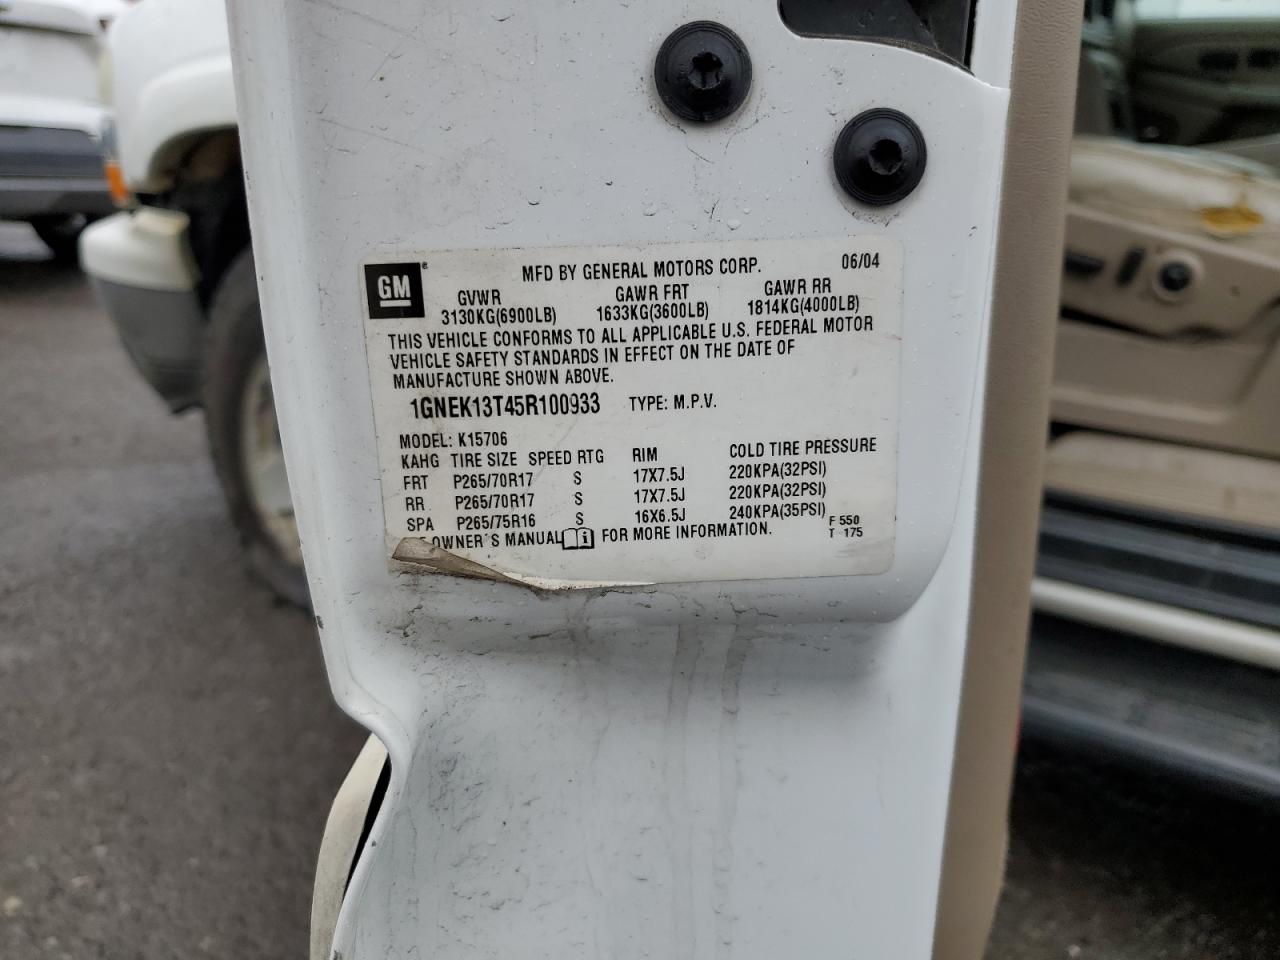 GM ® MFD BY GENERAL MOTORS CORP. 06/04
GVWR GAWR FRT GAWR RR
3130KG(6900LB) 1633KG(3600LB) 1814KG(4000LB)
THIS VEHICLE CONFORMS TO ALL APPLICABLE U.S. FEDERAL MOTOR
VEHICLE SAFETY STANDARDS IN EFFECT ON THE DATE OF
MANUFACTURE SHOWN ABOVE.
1GNEK13T45R100933 TYPE: M.P.V.
MODEL: K15706
KAHG TIRE SIZE SPEED RTG RIM COLD TIRE PRESSURE
FRT P265/70R17 S 17X7.5J 220KPA(32PSI)
RR P265/70R17 S 17X7.5J 220KPA(32PSI)
SPA P265/75R16 S 16X6.5J 240KPA(35PSI)
OWNER'S MANUAL FOR MORE INFORMATION. F 550
T 175